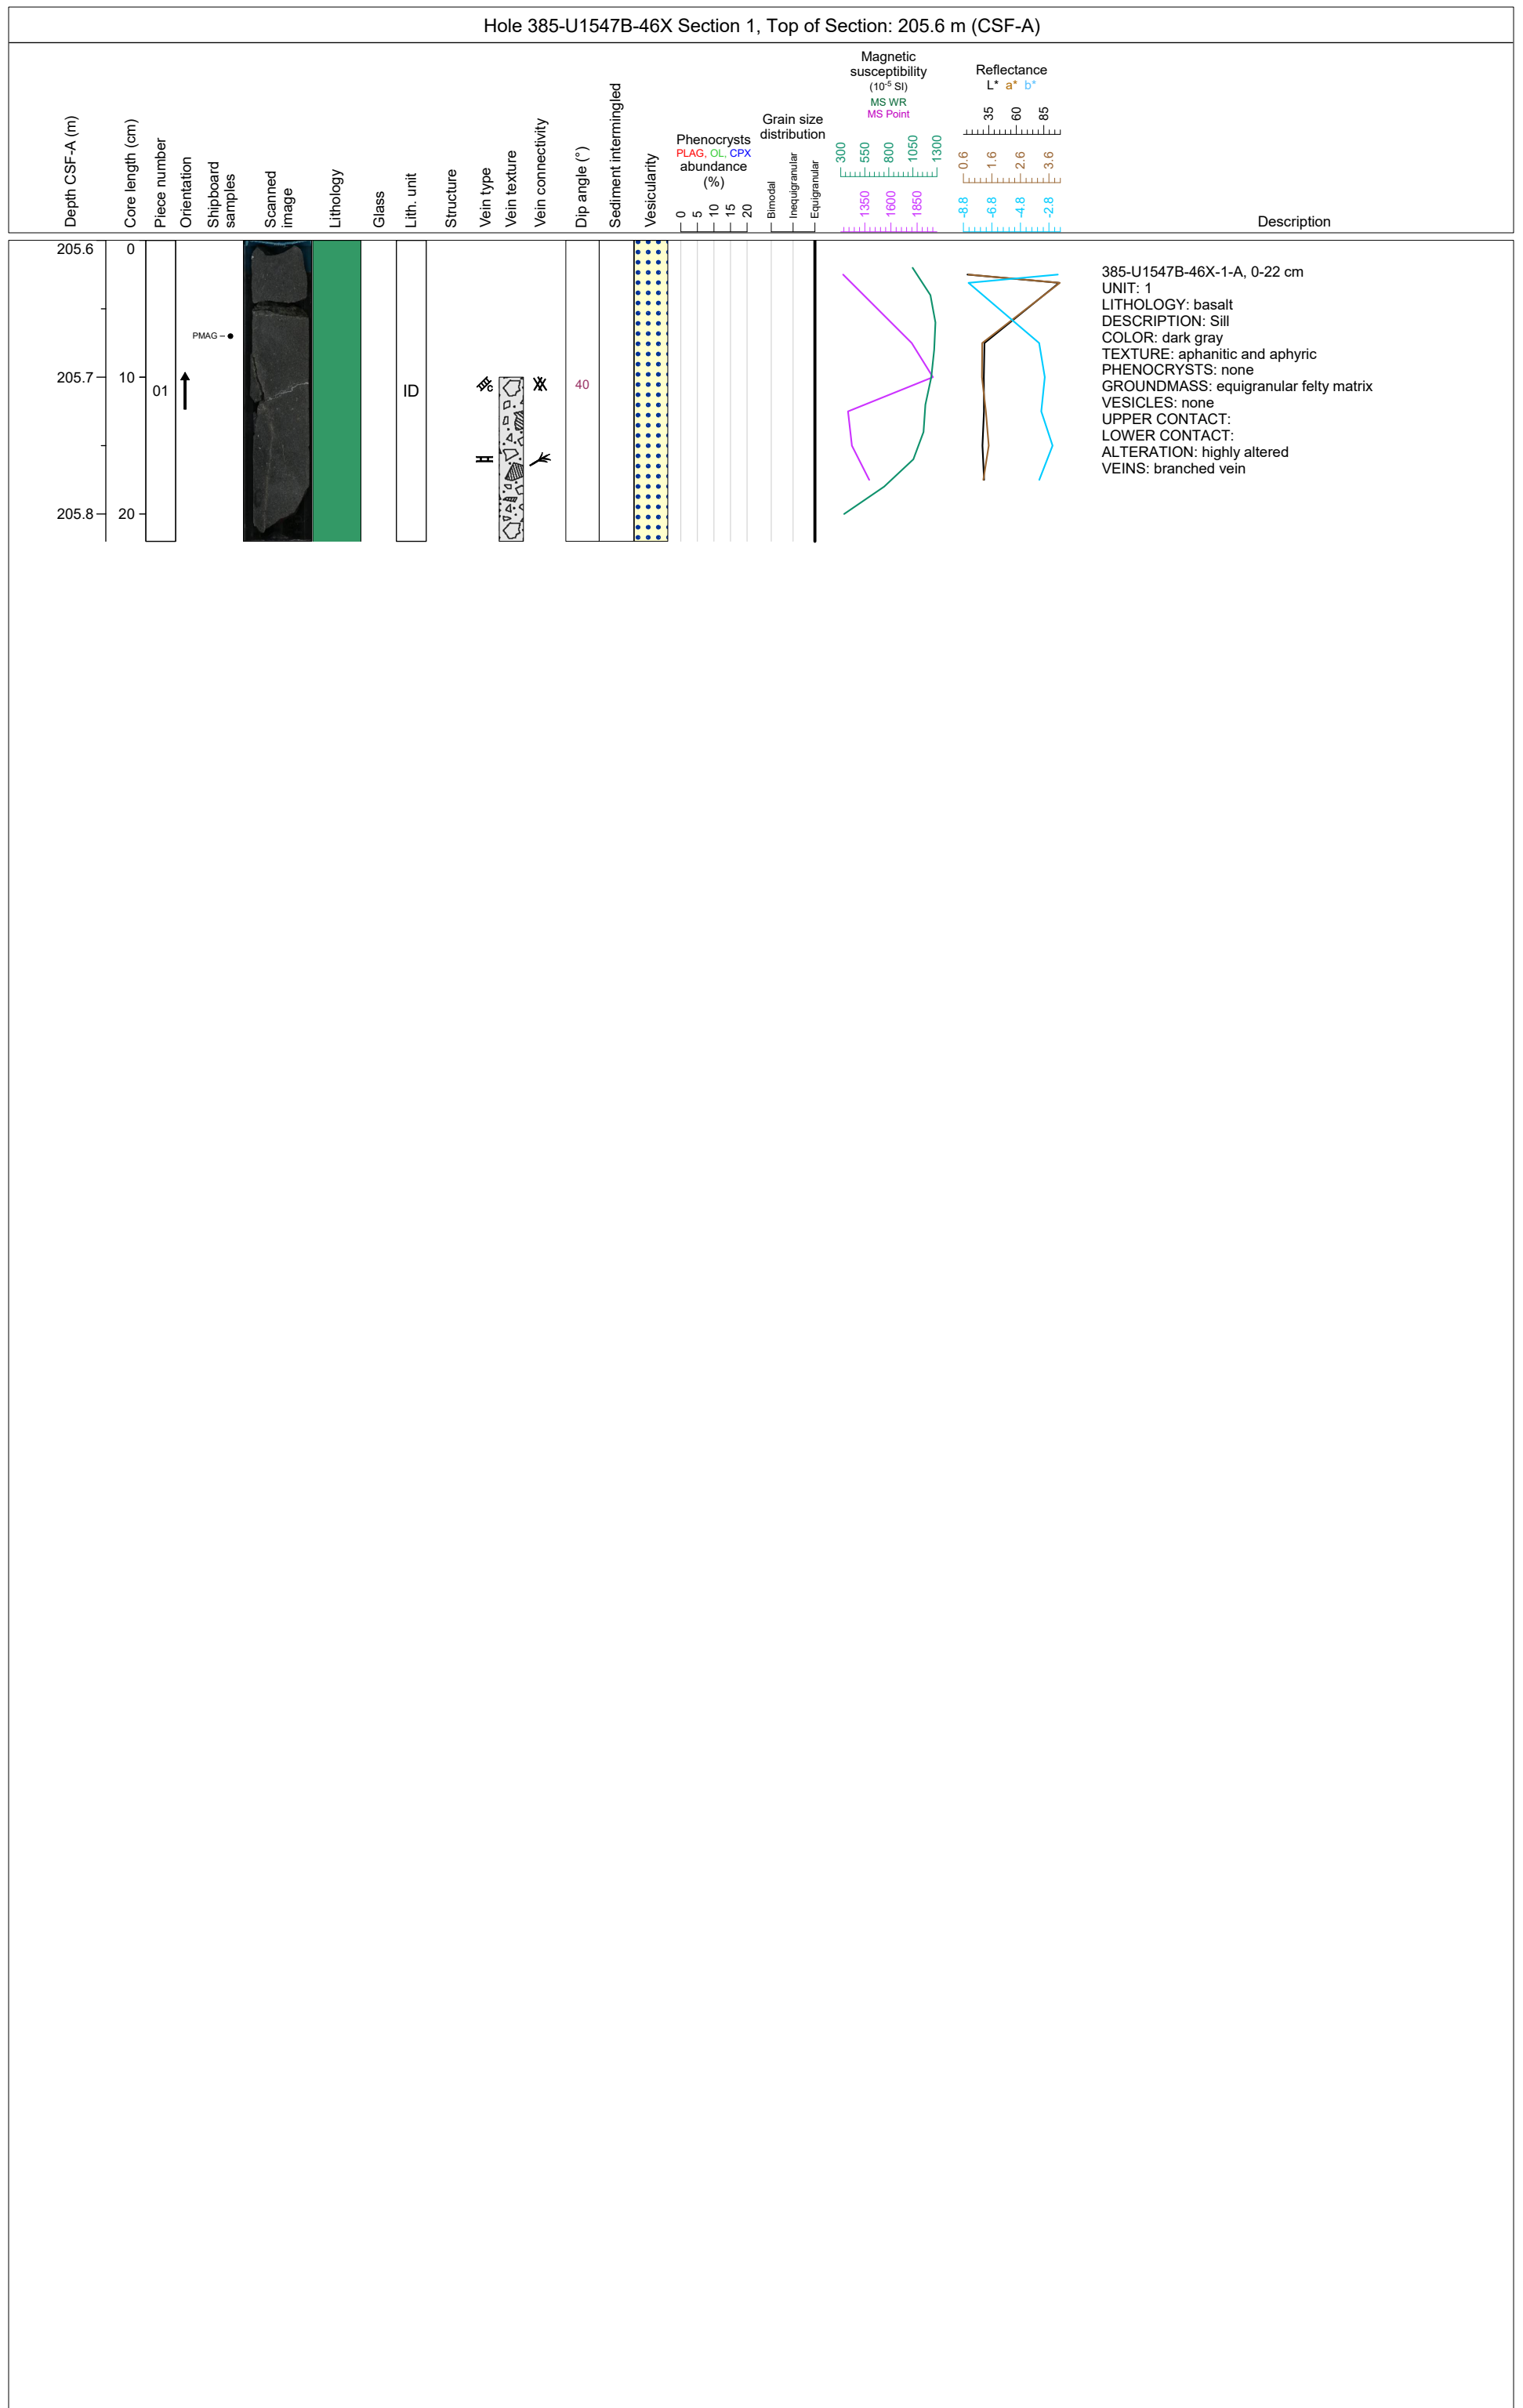 Hole 385-U1547B-46X Section 1, Top of Section: 205.6 m (CSF-A)
Depth CSF-A (m)
Core length (cm)
Piece number
Orientation
Shipboard
samples
Scanned
image
Lithology
Glass
Lith. unit
Structure
Vein type
Vein texture
Vein connectivity
Dip angle (°)
Sediment intermingled
Vesicularity
Phenocrysts
PLAG, OL, CPX
abundance
(%)
0 5 10 15 20
Grain size
distribution
Bimodal
Inequigranular
Equigranular
Magnetic
susceptibility
(10-5 SI)
MS WR
MS Point
300 550 800 1050 1300
1350 1600 1850
Reflectance
L* a* b*
35 60 85
0.6 1.6 2.6 3.6
-8.8 -6.8 -4.8 -2.8
Description
205.6 0
PMAG
205.7 10
01
ID
40
205.8 20
385-U1547B-46X-1-A, 0-22 cm
UNIT: 1
LITHOLOGY: basalt
DESCRIPTION: Sill
COLOR: dark gray
TEXTURE: aphanitic and aphyric
PHENOCRYSTS: none
GROUNDMASS: equigranular felty matrix
VESICLES: none
UPPER CONTACT:
LOWER CONTACT:
ALTERATION: highly altered
VEINS: branched vein